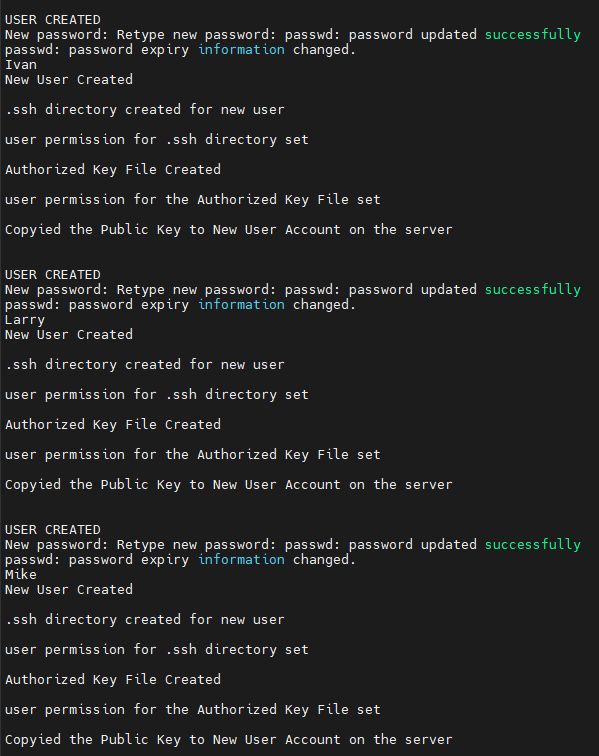 USER CREATED
New password: Retype new password: passwd: password updated successfully
passwd: password expiry information changed.
Ivan
New User Created
.ssh directory created for new user
user permission for .ssh directory set
Authorized Key File Created
user permission for the Authorized Key File set
Copyied the Public Key to New User Account on the server
USER CREATED
New password: Retype new password: passwd: password updated successfully
passwd: password expiry information changed.
Larry
New User Created
.ssh directory created for new user
user permission for .ssh directory set
Authorized Key File Created
user permission for the Authorized Key File set
Copyied the Public Key to New User Account on the server
USER CREATED
New password: Retype new password: passwd: password updated successfully
passwd: password expiry information changed.
Mike
New User Created
.ssh directory created for new user
user permission for .ssh directory set
Authorized Key File Created
user permission for the Authorized Key File set
Copyied the Public Key to New User Account on the server